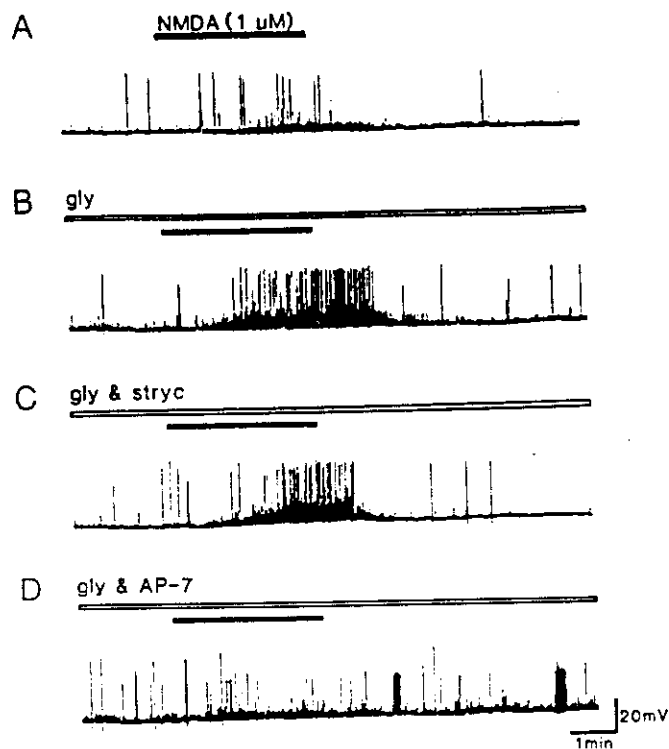 A
NMDA (1 uM)
B
gly
C
gly & stryc
D
gly & AP-7
20mV
1min